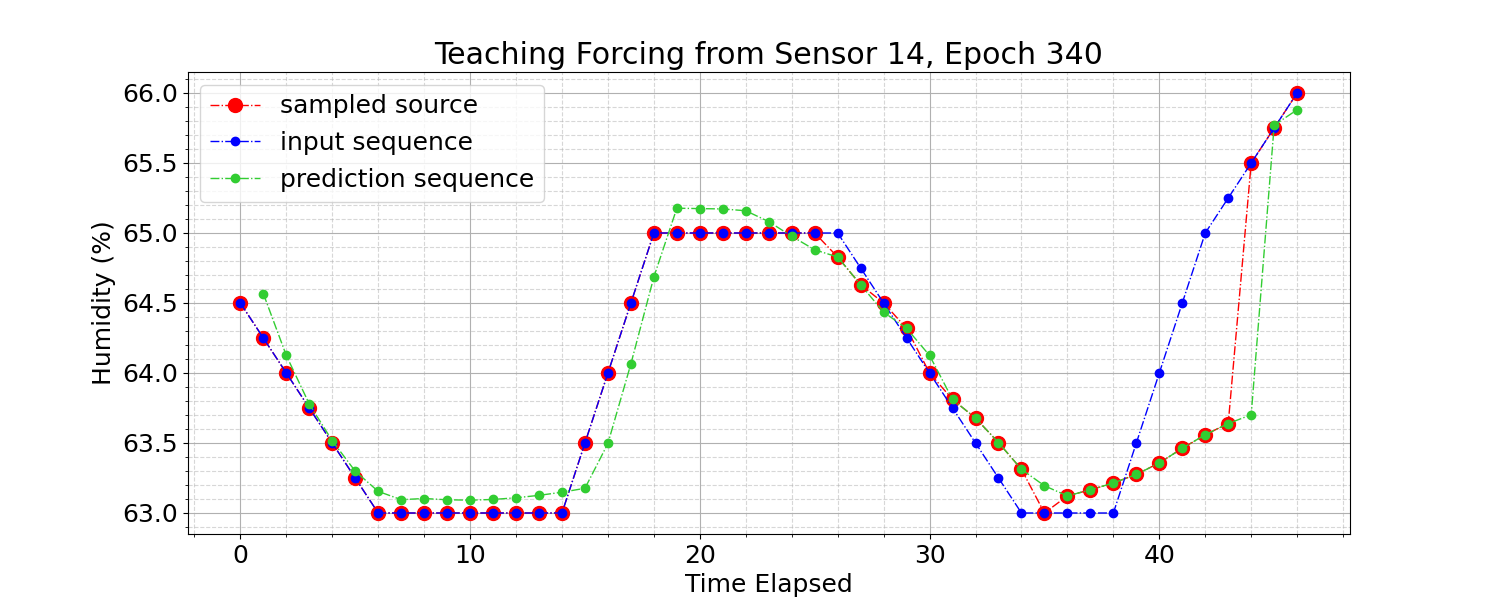 Teaching Forcing from Sensor 14, Epoch 340
sampled source
input sequence
prediction sequence
Humidity (%)
66.0
65.5
65.0
64.5
64.0
63.5
63.0
0 10 20 30 40
Time Elapsed